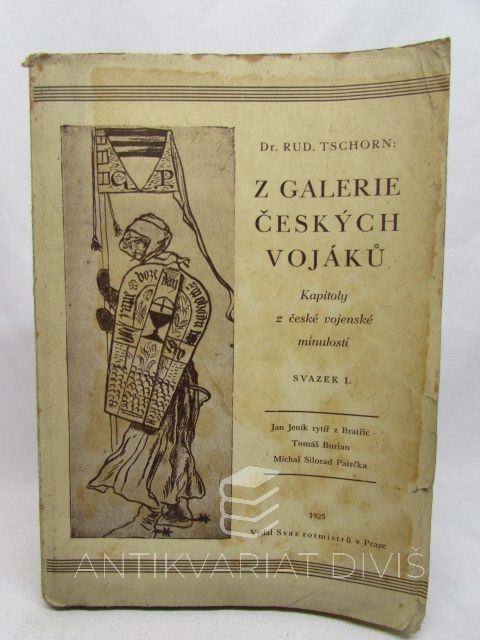 Dr. RUD. TSCHORN:
Z GALERIE
ČESKÝCH
VOJÁKŮ
Kapitoly
z české vojenské
minulosti
SVAZEK I.
Jan Jeník rytíř z Bratřic
Tomáš Burian
Michal Silorad Patrčka
1925
Vydal Svaz rotmistrů v Praze
G P
ANTIKVARIÁT DIVIŠ